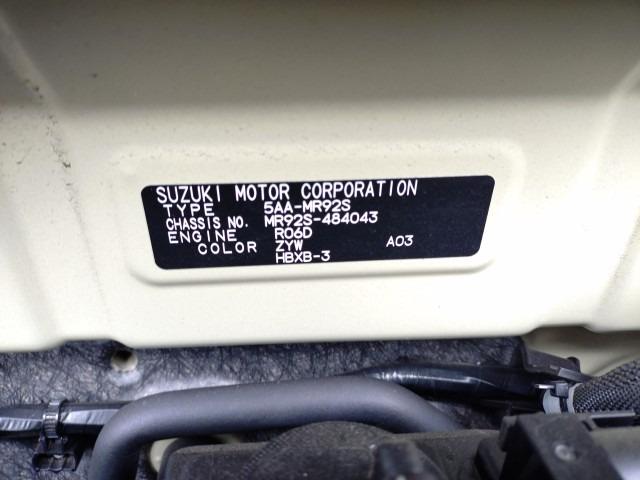 SUZUKI MOTOR CORPORATION
TYPE 5AA-MR92S
CHASSIS NO. MR92S-484043
ENGINE R06D
COLOR ZYW A03
HBXB-3